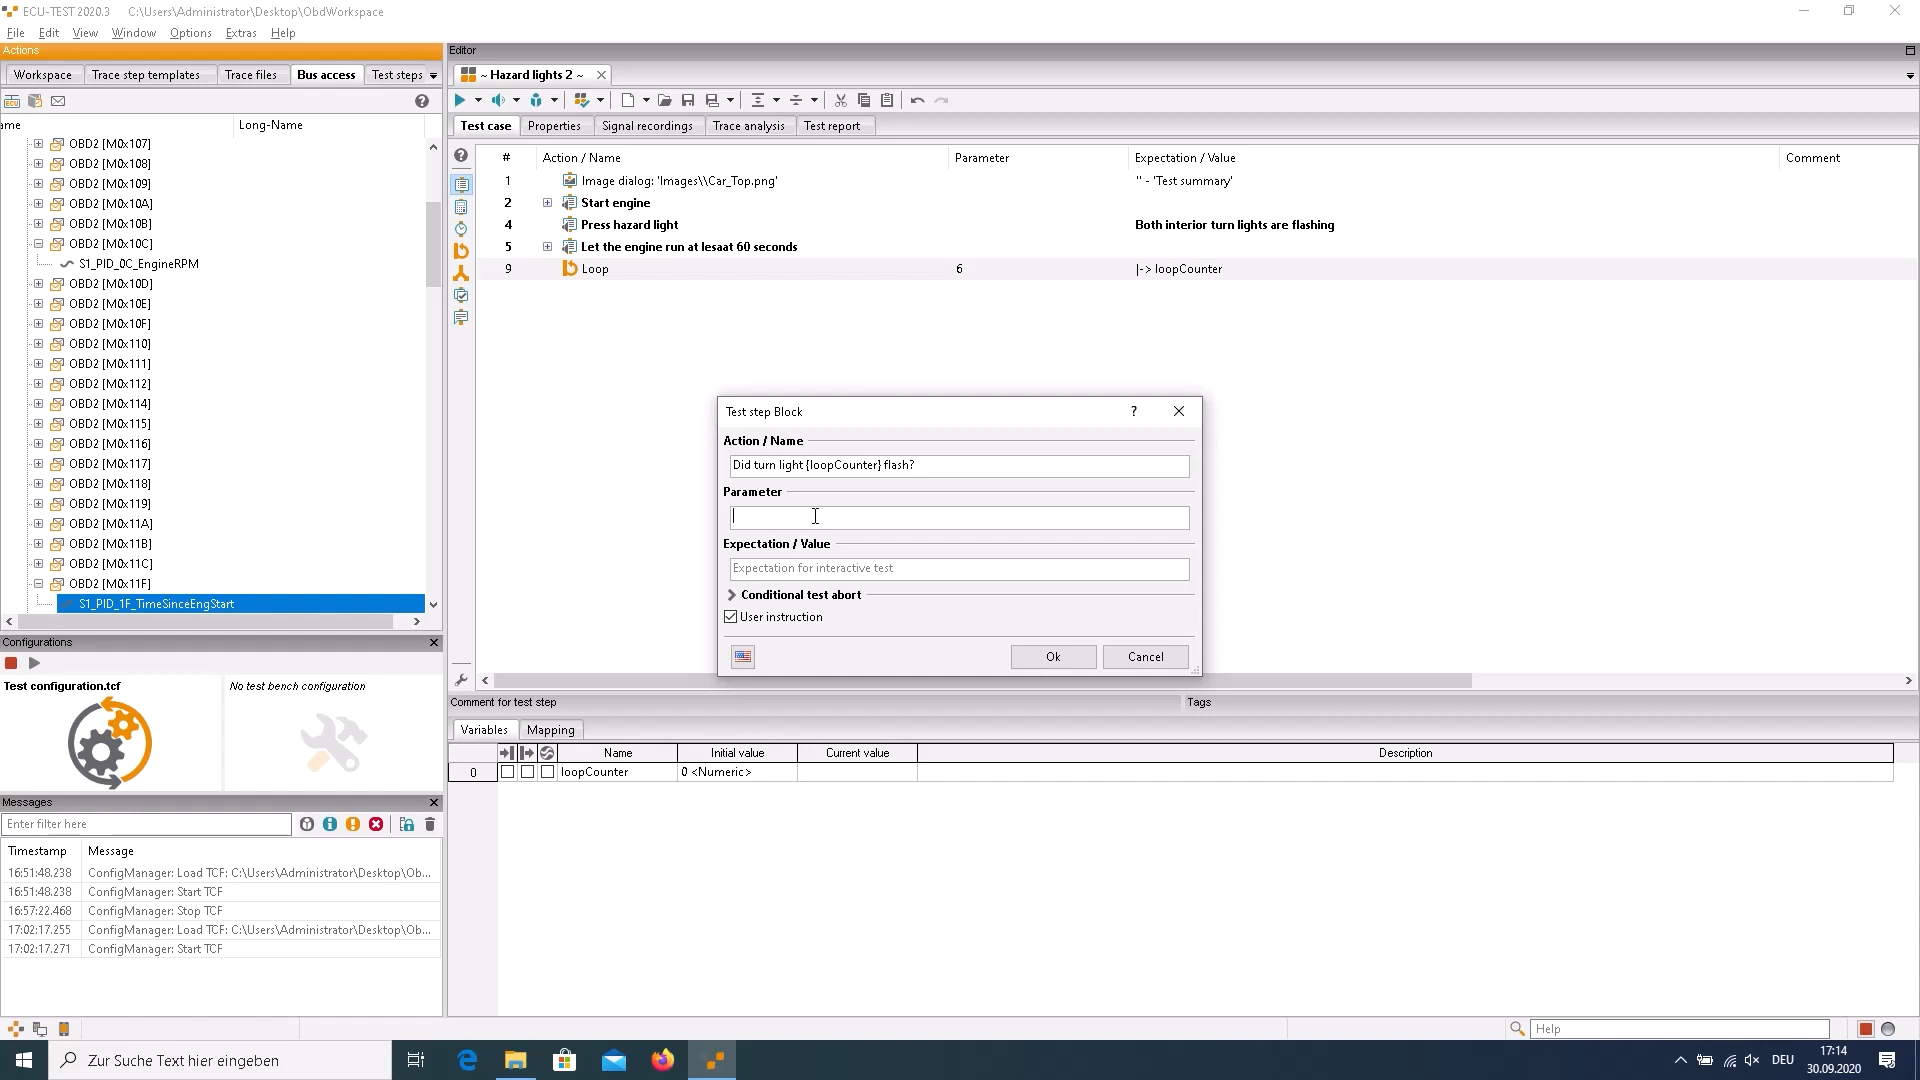 ECU-TEST 2020.3 C:\Users\Administrator\Desktop\ObdWorkspace
File Edit View Window Options Extras Help
Actions
Workspace Trace step templates Trace files Bus access Test steps
ame Long-Name
OBD2 [M0x107]
OBD2 [M0x108]
OBD2 [M0x109]
OBD2 [M0x10A]
OBD2 [M0x10B]
OBD2 [M0x10C]
S1_PID_0C_EngineRPM
OBD2 [M0x10D]
OBD2 [M0x10E]
OBD2 [M0x10F]
OBD2 [M0x110]
OBD2 [M0x111]
OBD2 [M0x112]
OBD2 [M0x114]
OBD2 [M0x115]
OBD2 [M0x116]
OBD2 [M0x117]
OBD2 [M0x118]
OBD2 [M0x119]
OBD2 [M0x11A]
OBD2 [M0x11B]
OBD2 [M0x11C]
OBD2 [M0x11F]
S1_PID_1F_TimeSinceEngStart
Configurations
Test configuration.tcf No test bench configuration
Messages
Enter filter here
Timestamp Message
16:51:48.238 ConfigManager: Load TCF: C:\Users\Administrator\Desktop\Ob...
16:51:48.238 ConfigManager: Start TCF
16:57:22.468 ConfigManager: Stop TCF
17:02:17.255 ConfigManager: Load TCF: C:\Users\Administrator\Desktop\Ob...
17:02:17.271 ConfigManager: Start TCF
Editor
~ Hazard lights 2 ~
Test case Properties Signal recordings Trace analysis Test report
# Action / Name Parameter Expectation / Value Comment
1 Image dialog: 'Images\\Car_Top.png' '' - 'Test summary'
2 Start engine
4 Press hazard light Both interior turn lights are flashing
5 Let the engine run at lesaat 60 seconds
9 Loop 6 |-> loopCounter
Test step Block ?
Action / Name
Did turn light {loopCounter} flash?
Parameter
Expectation / Value
Expectation for interactive test
Conditional test abort
User instruction
Ok Cancel
Comment for test step Tags
Variables Mapping
Name Initial value Current value Description
0 loopCounter 0 <Numeric>
Help
Zur Suche Text hier eingeben
DEU 17:14
30.09.2020